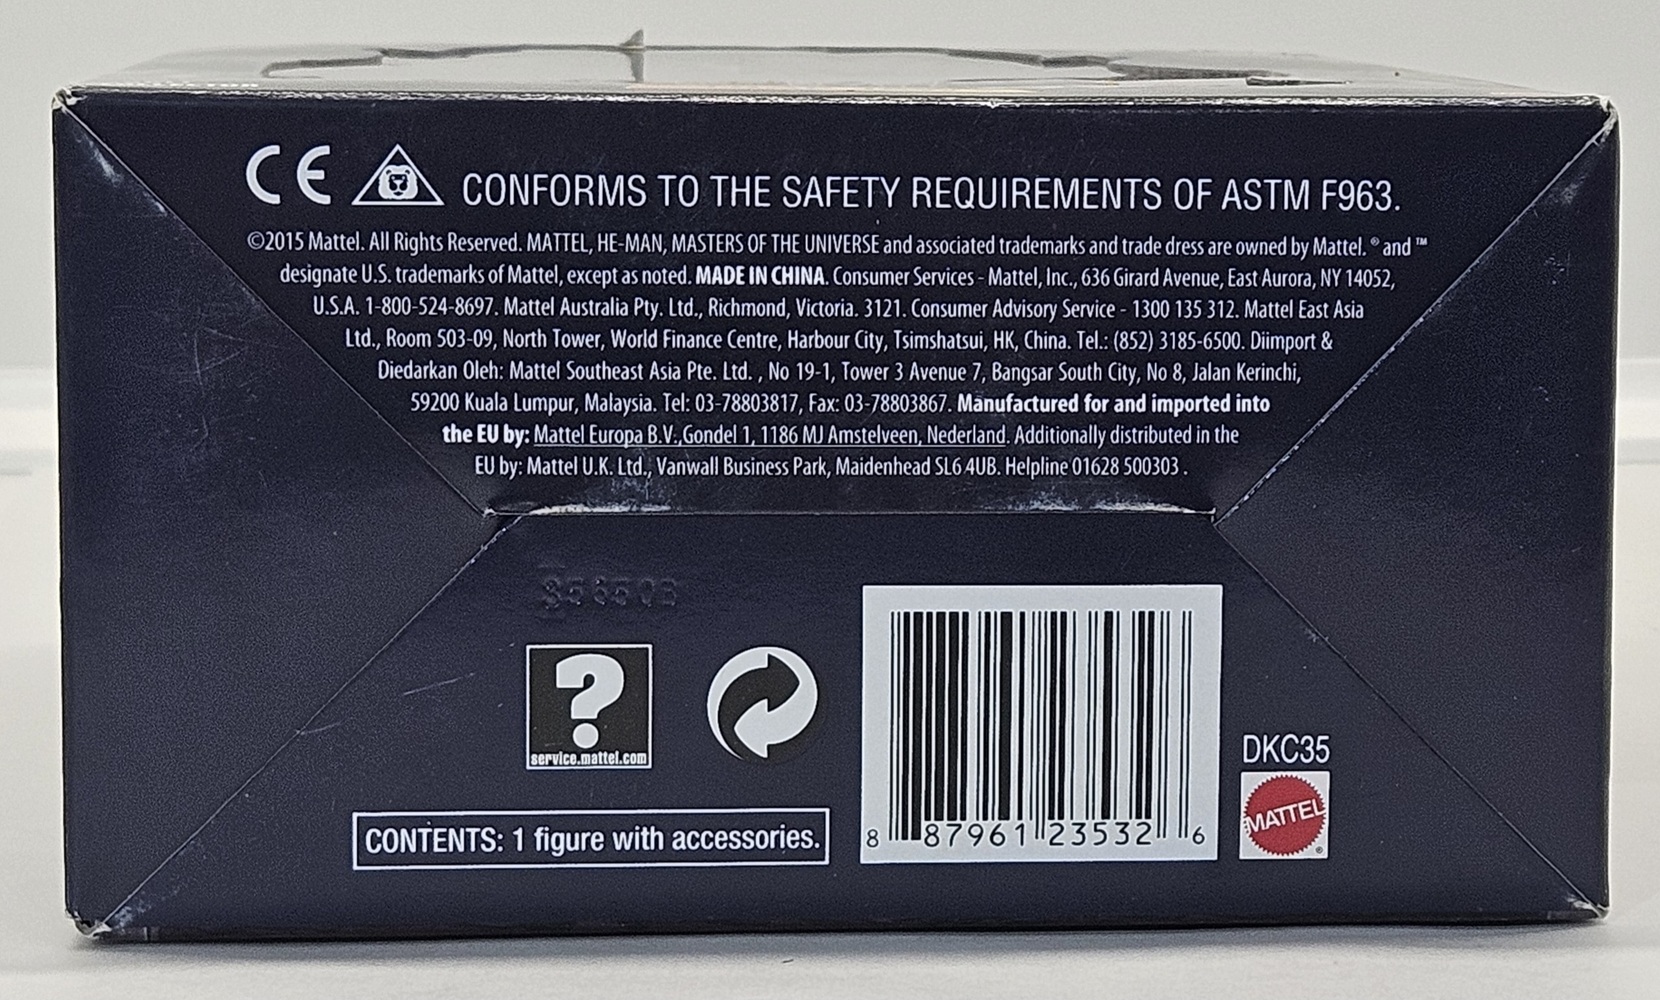 CE CONFORMS TO THE SAFETY REQUIREMENTS OF ASTM F963.
©2015 Mattel. All Rights Reserved. MATTEL, HE-MAN, MASTERS OF THE UNIVERSE and associated trademarks and trade dress are owned by Mattel. ® and ™
designate U.S. trademarks of Mattel, except as noted. MADE IN CHINA. Consumer Services - Mattel, Inc., 636 Girard Avenue, East Aurora, NY 14052,
U.S.A. 1-800-524-8697. Mattel Australia Pty. Ltd., Richmond, Victoria. 3121. Consumer Advisory Service - 1300 135 312. Mattel East Asia
Ltd., Room 503-09, North Tower, World Finance Centre, Harbour City, Tsimshatsui, HK, China. Tel.: (852) 3185-6500. Diimport &
Diedarkan Oleh: Mattel Southeast Asia Pte. Ltd. , No 19-1, Tower 3 Avenue 7, Bangsar South City, No 8, Jalan Kerinchi,
59200 Kuala Lumpur, Malaysia. Tel: 03-78803817, Fax: 03-78803867. Manufactured for and imported into
the EU by: Mattel Europa B.V.,Gondel 1, 1186 MJ Amstelveen, Nederland. Additionally distributed in the
EU by: Mattel U.K. Ltd., Vanwall Business Park, Maidenhead SL6 4UB. Helpline 01628 500303 .
?
service.mattel.com
CONTENTS: 1 figure with accessories.
8 87961 23532 6
DKC35
MATTEL
®